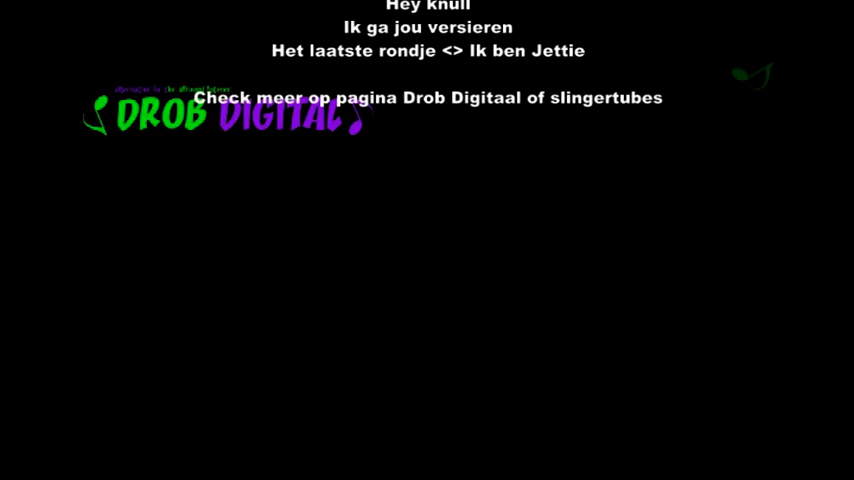 Hey knull
Ik ga jou versieren
Het laatste rondje <> Ik ben Jettie
Check meer op pagina Drob Digitaal of slingertubes
DROB DIGITAL